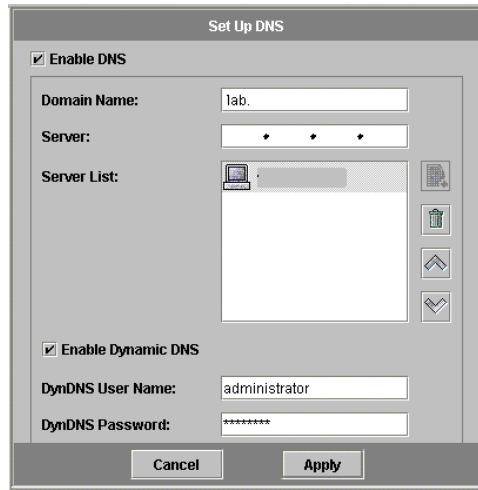 Set Up DNS
Enable DNS
Domain Name: lab.
Server: . . .
Server List:
Enable Dynamic DNS
DynDNS User Name: administrator
DynDNS Password: ********
Cancel Apply